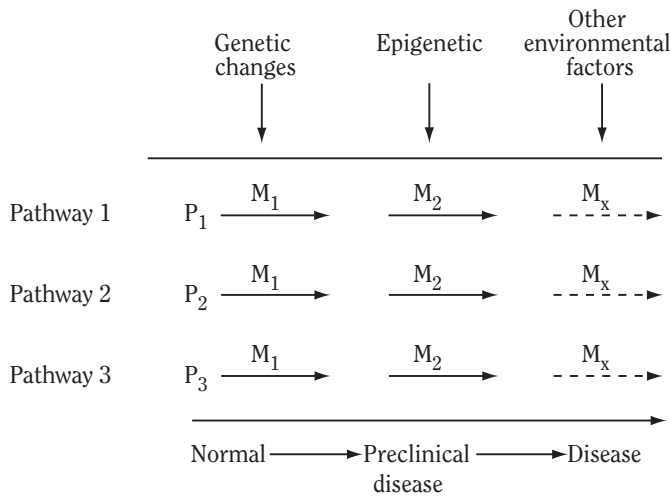 Genetic
changes
Epigenetic
Other
environmental
factors
Pathway 1 P₁ M₁ M₂ Mₓ
Pathway 2 P₂ M₁ M₂ Mₓ
Pathway 3 P₃ M₁ M₂ Mₓ
Normal Preclinical Disease
disease